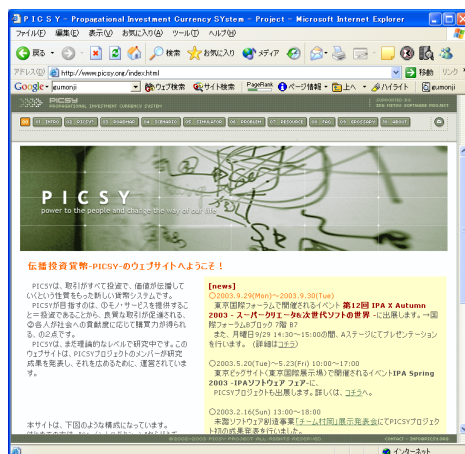 P I C S Y - Propagational Investment Currency SYstem - Project - Microsoft Internet Explorer
ファイル(F) 編集(E) 表示(V) お気に入り(A) ツール(T) ヘルプ(H)
戻る 検索 お気に入り メディア
アドレス(D) http://www.picsy.org/index.html 移動 リンク
Google eumonji ウェブ検索 サイト検索 PageRank ページ情報 上へ ハイライト eumonji
PICSY
PROPAGATIONAL INVESTMENT CURRENCY SYSTEM
SUPPORTED BY
IPA MITOU SOFTWARE PROJECT
00 01 INTRO 02 PICSY? 03 ROADMAP 04 SCENARIO 05 SIMULATOR 06 PROBLEM 07 RESOURCE 08 FAQ 09 GROSSARY 10 ABOUT
PICSY
power to the people and change the way of our life
伝播投資貨幣-PICSY-のウェブサイトへようこそ！
PICSYは、取引がすべて投資で、価値が伝播して
いくという性質をもった新しい貨幣システムです。
PICSYが目指すのは、①モノ・サービスを提供するこ
と＝投資であることから、良質な取引が促進される、
②各人が社会への貢献度に応じて購買力が得られ
る、の2点です。
PICSYは、まだ理論的なレベルで研究中です。この
ウェブサイトは、PICSYプロジェクトのメンバーが研究
成果を発表し、それを広めるために、運営されていま
す。
本サイトは、下図のような構成になっています。
[news]
○2003.9.29(Mon)～2003.9.30(Tue)
東京国際フォーラムで開催されるイベント 第12回 IPA X Autumn
2003 - スーパークリエータ&次世代ソフトの世界 -に出展します。→国
際フォーラムBブロック 7階 B7
また、月曜日9/29 14:30～15:00の間、Aステージにてプレゼンテーション
を行います。（詳細はコチラ）
○2003.5.20(Tue)～5.23(Fri) 10:00～17:00
東京ビッグサイト（東京国際展示場）で開催されるイベントIPA Spring
2003 -IPAソフトウェア フェア-に、
PICSYプロジェクトも出展します。詳しくは、コチラへ。
○2003.2.16(Sun) 13:00～18:00
未踏ソフトウェア創造事業「チーム村岡」展示発表会にてPICSYプロジェク
ト初の成果発表を行いました。
©2002-2003 PICSY PROJECT ALL RIGHTS RESERVED
CONTACT - INFO@PICSY.ORG
インターネット